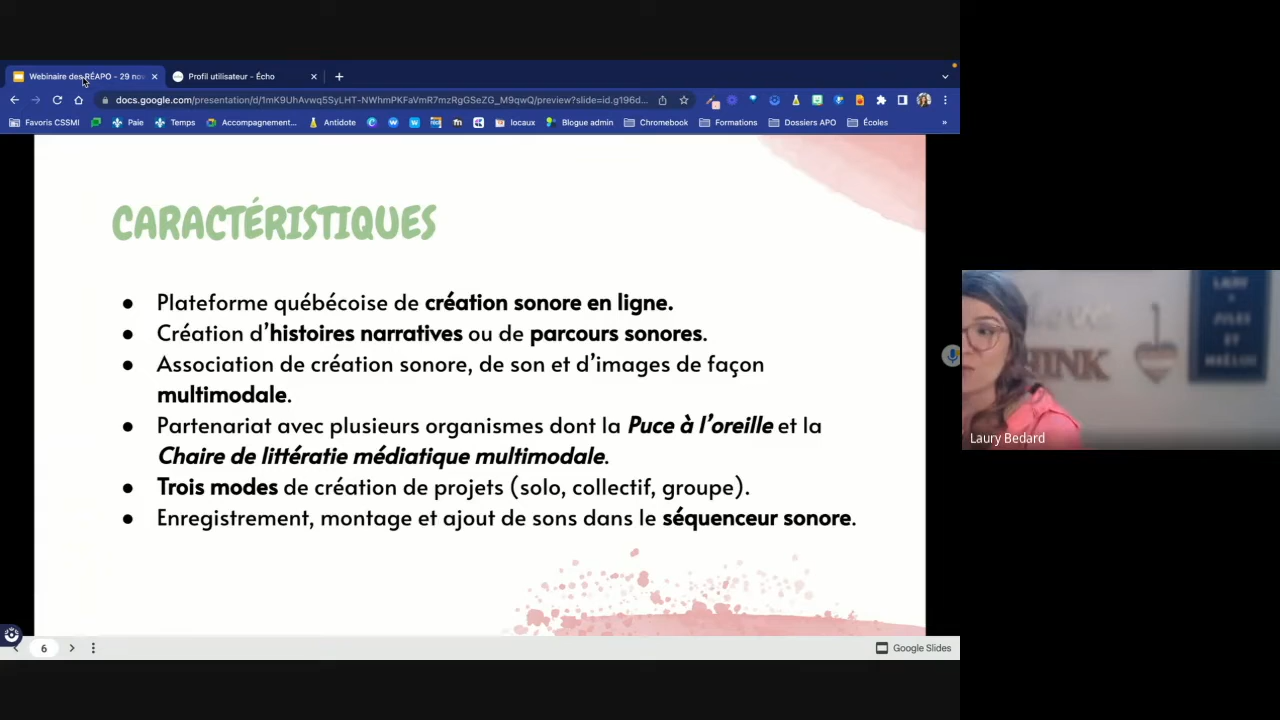 Webinaire des RÉAPO - 29 nov
Profil utilisateur - Écho
docs.google.com/presentation/d/1mK9UhAvwq5SyLHT-NWhmPKFaVmR7mzRgGSeZG_M9qwQ/preview?slide=id.g196d...
Favoris CSSMI
Paie
Temps
Accompagnement...
Antidote
locaux
Blogue admin
Chromebook
Formations
Dossiers APO
Écoles
»
CARACTÉRISTIQUES
● Plateforme québécoise de création sonore en ligne.
● Création d’histoires narratives ou de parcours sonores.
● Association de création sonore, de son et d’images de façon
multimodale.
● Partenariat avec plusieurs organismes dont la Puce à l’oreille et la
Chaire de littératie médiatique multimodale.
● Trois modes de création de projets (solo, collectif, groupe).
● Enregistrement, montage et ajout de sons dans le séquenceur sonore.
6
Google Slides
THINK
LAURY
JULES
ET
Laury Bedard